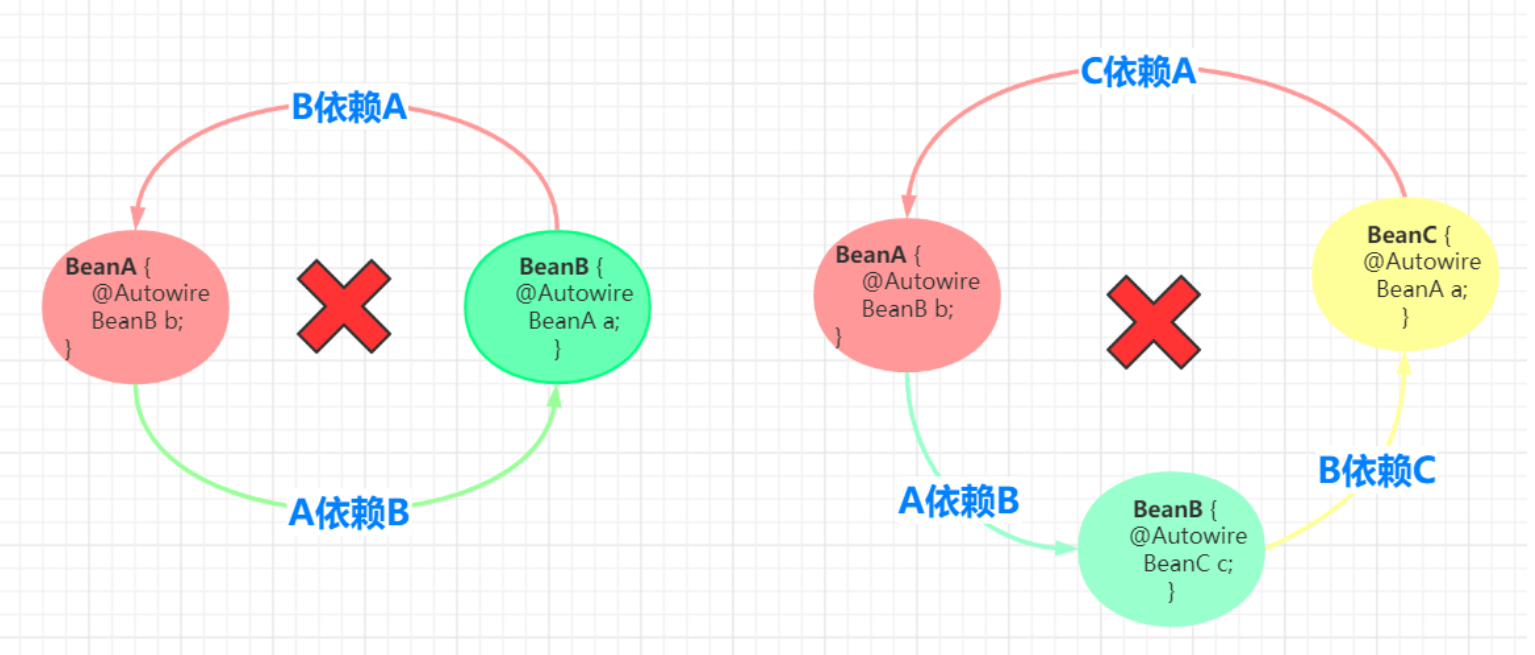 B依赖A
BeanA {
@Autowire
BeanB b;
}
BeanB {
@Autowire
BeanA a;
}
A依赖B
C依赖A
BeanA {
@Autowire
BeanB b;
}
BeanC {
@Autowire
BeanA a;
}
A依赖B
B依赖C
BeanB {
@Autowire
BeanC c;
}